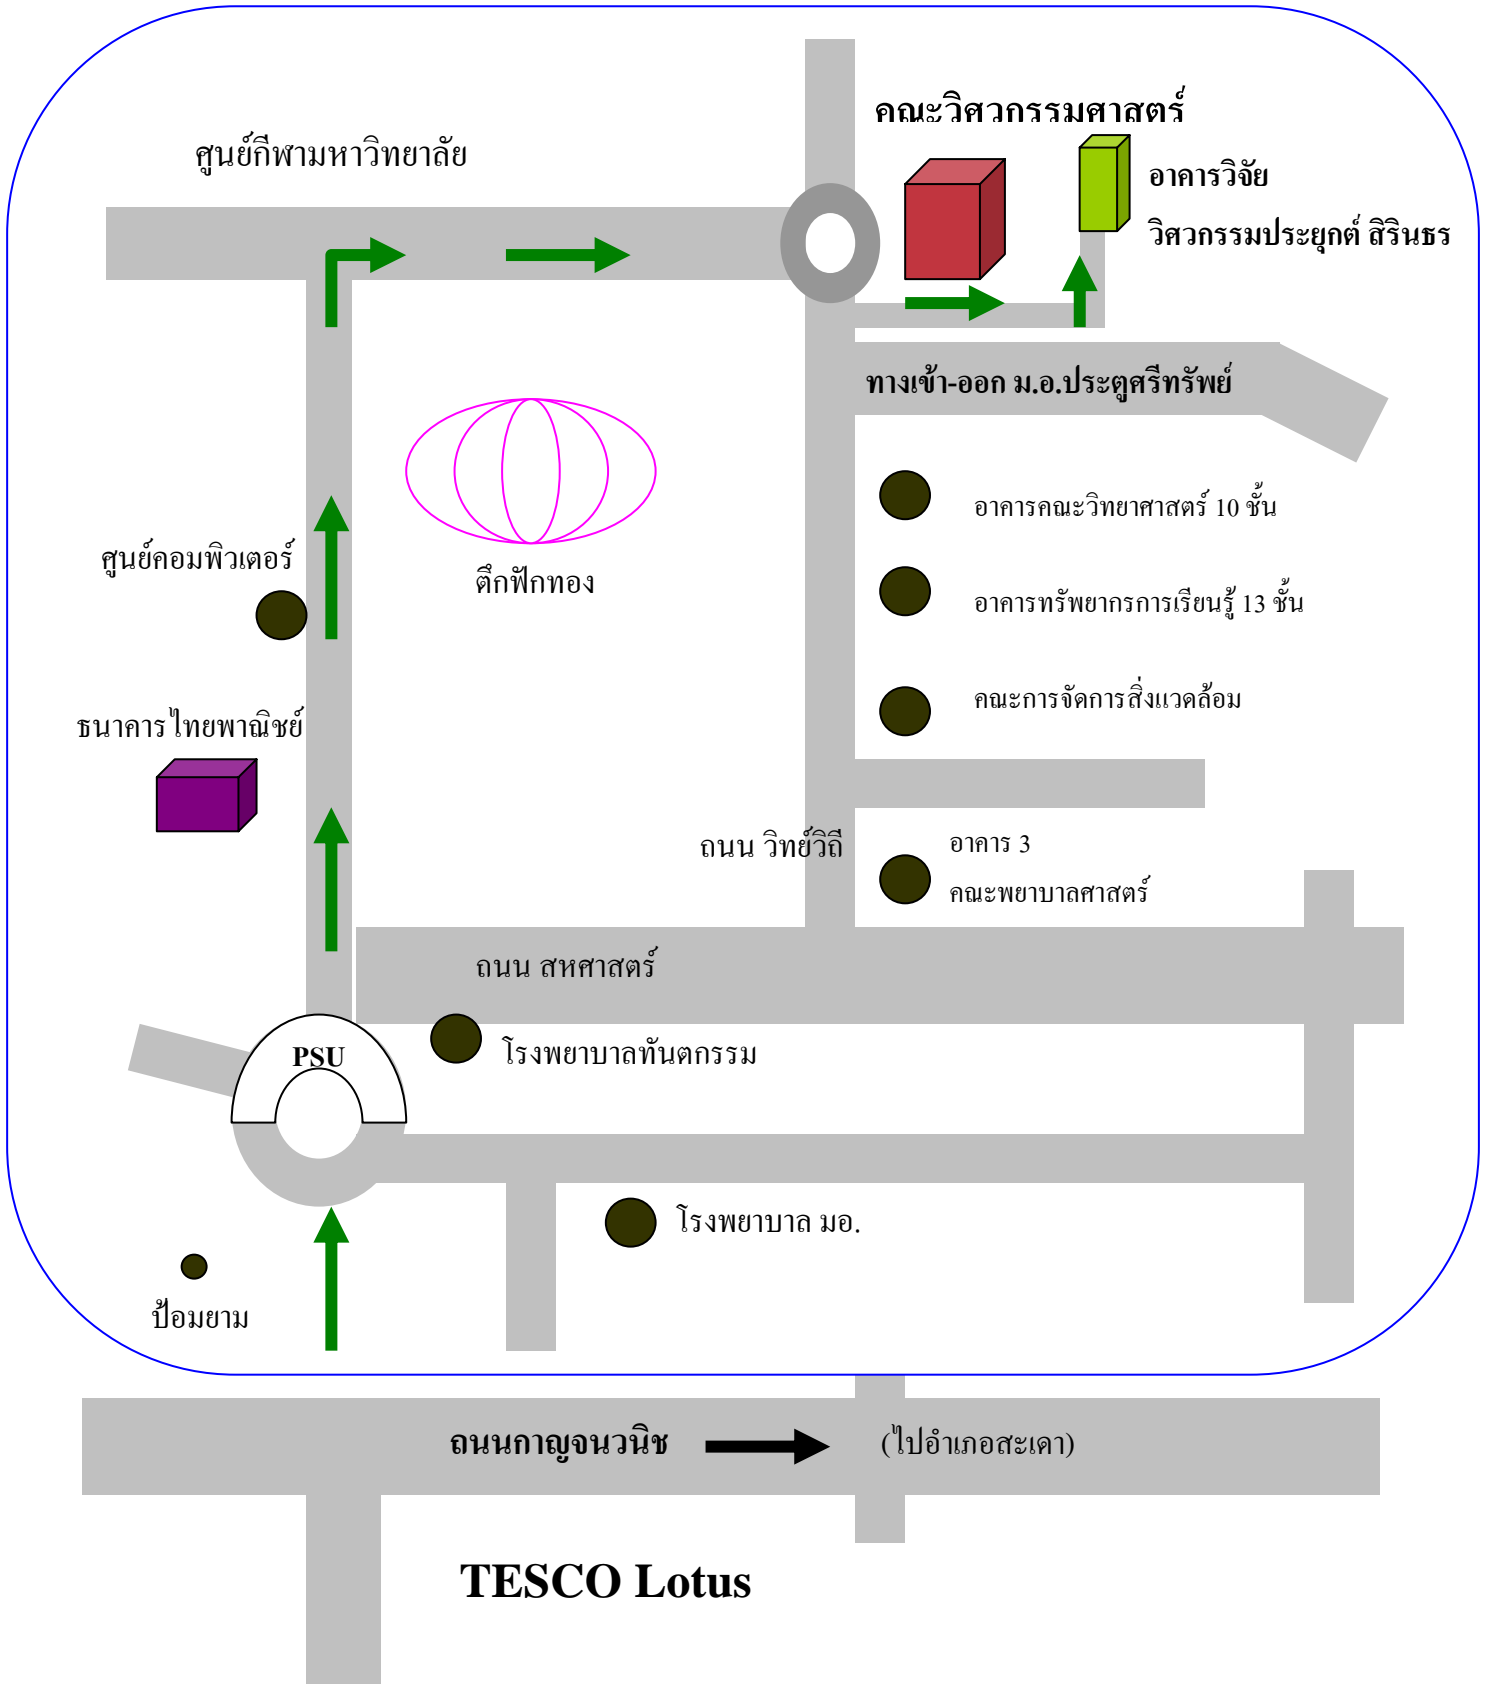 คณะวิศวกรรมศาสตร์
ศูนย์กีฬามหาวิทยาลัย
อาคารวิจัย
วิศวกรรมประยุกต์ สิรินธร
ทางเข้า-ออก ม.อ.ประตูศรีทรัพย์
อาคารคณะวิทยาศาสตร์ 10 ชั้น
ศูนย์คอมพิวเตอร์
ตึกฟักทอง
อาคารทรัพยากรการเรียนรู้ 13 ชั้น
คณะการจัดการสิ่งแวดล้อม
ธนาคารไทยพาณิชย์
ถนน วิทย์วิถี
อาคาร 3
คณะพยาบาลศาสตร์
ถนน สหศาสตร์
PSU
โรงพยาบาลทันตกรรม
โรงพยาบาล มอ.
ป้อมยาม
ถนนกาญจนวนิช
(ไปอำเภอสะเดา)
TESCO Lotus